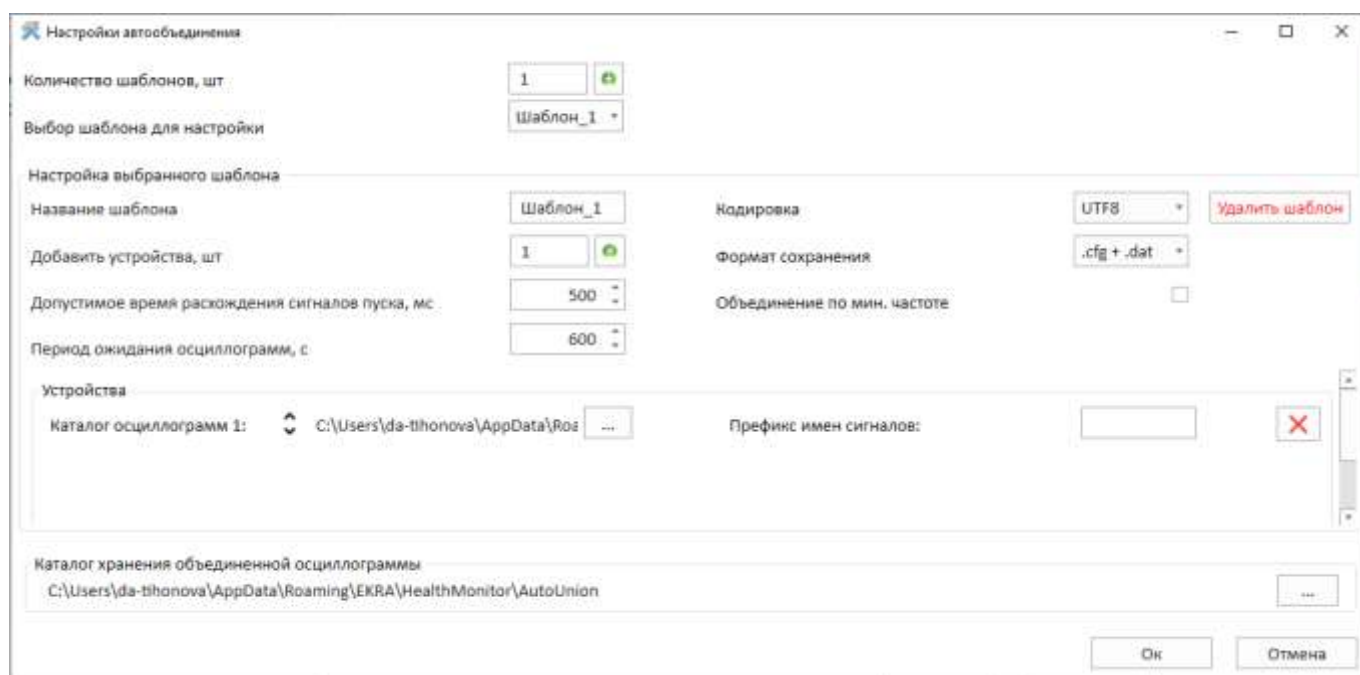 Настройки автообъединения
Количество шаблонов, шт 1
Выбор шаблона для настройки Шаблон_1
Настройка выбранного шаблона
Название шаблона Шаблон_1 Кодировка UTF8 Удалить шаблон
Добавить устройства, шт 1 Формат сохранения .cfg + .dat
Допустимое время расхождения сигналов пуска, мс 500 Объединение по мин. частоте
Период ожидания осциллограмм, с 600
Устройства
Каталог осциллограмм 1: C:\Users\da-tihonova\AppData\Roa ... Префикс имен сигналов:
Каталог хранения объединенной осциллограммы
C:\Users\da-tihonova\AppData\Roaming\EKRA\HealthMonitor\AutoUnion ...
Ок Отмена